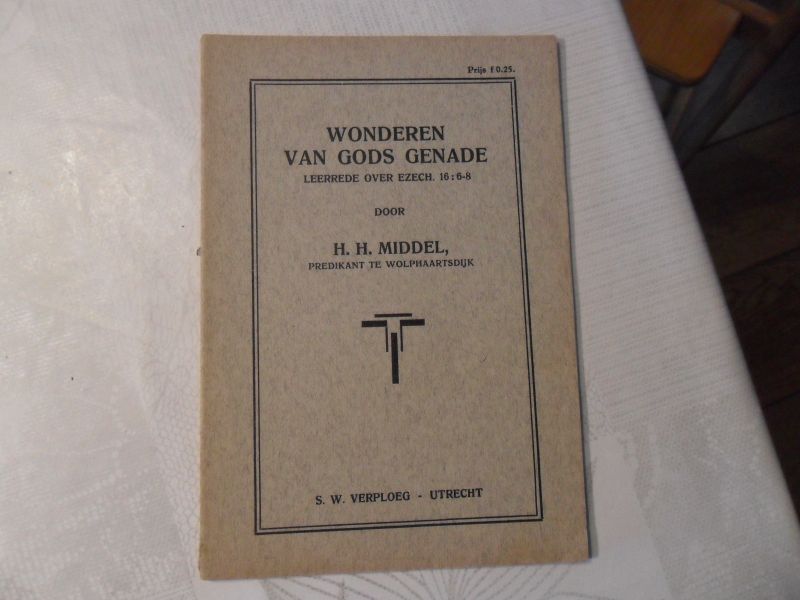 Prijs f 0.25.
WONDEREN
VAN GODS GENADE
LEERREDE OVER EZECH. 16 : 6-8
DOOR
H. H. MIDDEL,
PREDIKANT TE WOLPHAARTSDIJK
S. W. VERPLOEG - UTRECHT